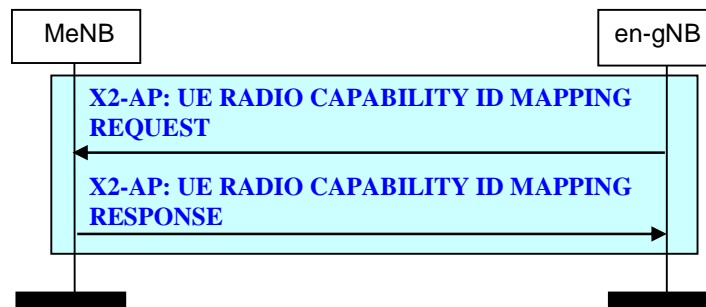 MeNB
en-gNB
X2-AP: UE RADIO CAPABILITY ID MAPPING
REQUEST
X2-AP: UE RADIO CAPABILITY ID MAPPING
RESPONSE